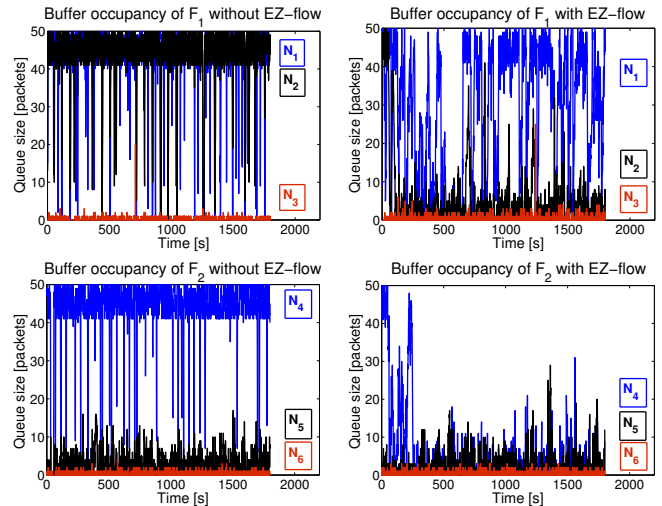 Buffer occupancy of F1 without EZ-flow
Buffer occupancy of F1 with EZ-flow
Queue size [packets]
50
40
30
20
10
0
N1
N2
N3
0 500 1000 1500 2000
Time [s]
Queue size [packets]
50
40
30
20
10
0
N1
N2
N3
0 500 1000 1500 2000
Time [s]
Buffer occupancy of F2 without EZ-flow
Buffer occupancy of F2 with EZ-flow
Queue size [packets]
50
40
30
20
10
0
N4
N5
N6
0 500 1000 1500 2000
Time [s]
Queue size [packets]
50
40
30
20
10
0
N4
N5
N6
0 500 1000 1500 2000
Time [s]